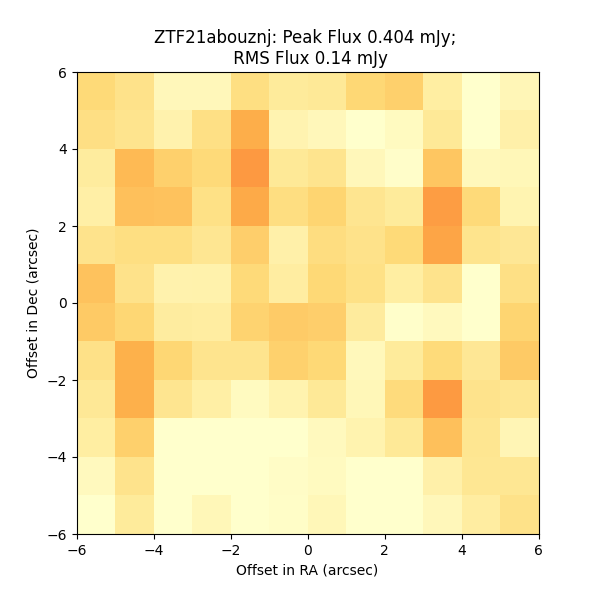 ZTF21abouznj: Peak Flux 0.404 mJy;
RMS Flux 0.14 mJy
6
4
2
0
−2
−4
−6
Offset in Dec (arcsec)
−6 −4 −2 0 2 4 6
Offset in RA (arcsec)